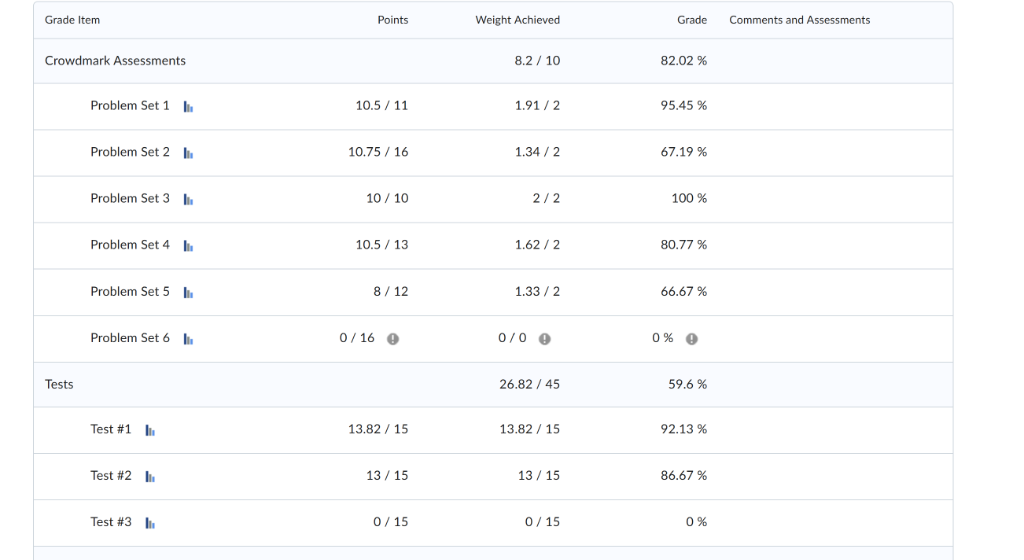 Grade Item Points Weight Achieved Grade Comments and Assessments
Crowdmark Assessments 8.2 / 10 82.02 %
Problem Set 1 10.5 / 11 1.91 / 2 95.45 %
Problem Set 2 10.75 / 16 1.34 / 2 67.19 %
Problem Set 3 10 / 10 2 / 2 100 %
Problem Set 4 10.5 / 13 1.62 / 2 80.77 %
Problem Set 5 8 / 12 1.33 / 2 66.67 %
Problem Set 6 0 / 16 0 / 0 0 %
Tests 26.82 / 45 59.6 %
Test #1 13.82 / 15 13.82 / 15 92.13 %
Test #2 13 / 15 13 / 15 86.67 %
Test #3 0 / 15 0 / 15 0 %